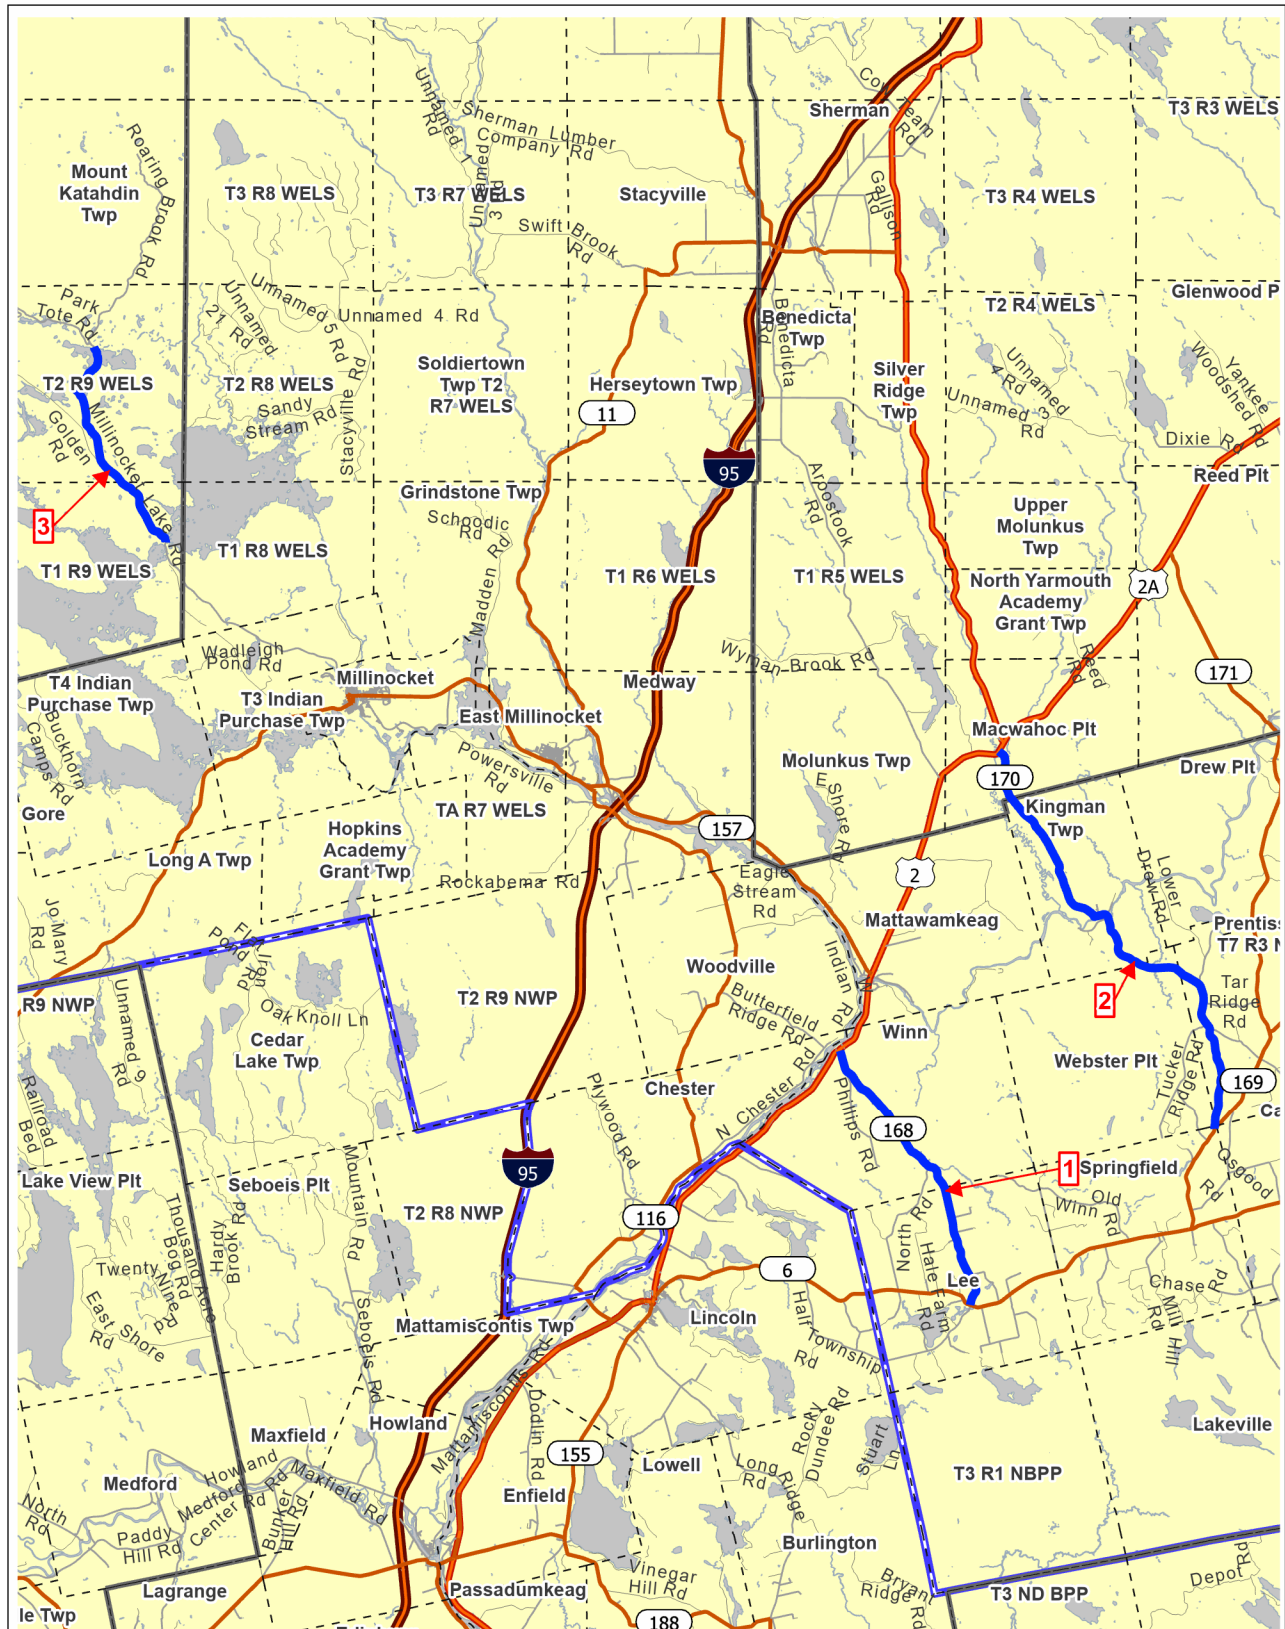 Sherman
Cow Team
Rd
T3 R3 WELS
Unnamed 1
Rd
Sherman Lumber
Company Rd
Unnamed
3 Rd
Roaring Brook Rd
Mount
Katahdin
Twp
T3 R8 WELS
T3 R7 WELS
Stacyville
Gallison
Rd
T3 R4 WELS
Swift Brook
Rd
Park
Tote Rd
Unnamed
21 Rd
Unnamed 5 Rd
Unnamed 4 Rd
Benedicta
Rd
Benedicta
Twp
T2 R4 WELS
Glenwood P
T2 R9 WELS
T2 R8 WELS
Sandy
Stream Rd
Stacyville Rd
Soldiertown
Twp T2
R7 WELS
Herseytown Twp
11
Silver
Ridge
Twp
Unnamed
4 Rd
Unnamed 3
Rd
Yankee
Woodshed Rd
Dixie Rd
Golden
Rd
Millinocket Lake Rd
95
Reed Plt
3
Grindstone Twp
Schoodic
Rd
Aroostook
Rd
Upper
Molunkus
Twp
T1 R9 WELS
T1 R8 WELS
T1 R6 WELS
T1 R5 WELS
North Yarmouth
Academy
Grant Twp
2A
Madden Rd
Wadleigh
Pond Rd
Wyman Brook Rd
Reed
Rd
171
T4 Indian
Purchase Twp
T3 Indian
Purchase Twp
Millinocket
Medway
East Millinocket
Macwahoc Plt
Buckhorn
Camps Rd
Powersville
Rd
Molunkus Twp
E Shore Rd
170
Drew Plt
Gore
TA R7 WELS
Kingman
Twp
157
Long A Twp
Hopkins
Academy
Grant Twp
Rockabema Rd
Eagle
Stream
Rd
2
Lower
Drew Rd
Jo Mary
Rd
Flat Iron
Pond Rd
Mattawamkeag
Prentiss
T7 R3 N
R9 NWP
Unnamed 9
Rd
Oak Knoll Ln
T2 R9 NWP
Woodville
Butterfield
Ridge Rd
Indian Rd
2
Tar
Ridge
Rd
Cedar
Lake Twp
Winn
Webster Plt
Tucker
Ridge Rd
Railroad
Bed
Plywood Rd
Chester
N Chester Rd
Phillips Rd
169
Ca
168
95
1
Springfield
Osgood
Rd
Lake View Plt
Seboeis Plt
Mountain Rd
T2 R8 NWP
116
Old
Winn Rd
Thousand Acre
Bog Rd
Hardy
Brook Rd
North
Rd
Hale Farm
Rd
Twenty Nine
Rd
6
Lee
Chase Rd
East Shore
Rd
Seboeis Rd
Mattamiscontis Twp
Lincoln
Half Township
Rd
Mill Hill
Rd
Mattamiscontis Rd
Dodlin Rd
Howland
Rocky
Dundee Rd
Stuart
Ln
Lakeville
Maxfield
155
Medford
Howland
Maxfield Rd
Lowell
Long Ridge
Rd
T3 R1 NBPP
North
Rd
Medford
Center Rd
Bunker
Hill Rd
Enfield
Paddy
Hill Rd
Burlington
Vinegar
Hill Rd
Bryant
Ridge Rd
Depot Rd
Lagrange
Passadumkeag
T3 ND BPP
le Twp
188